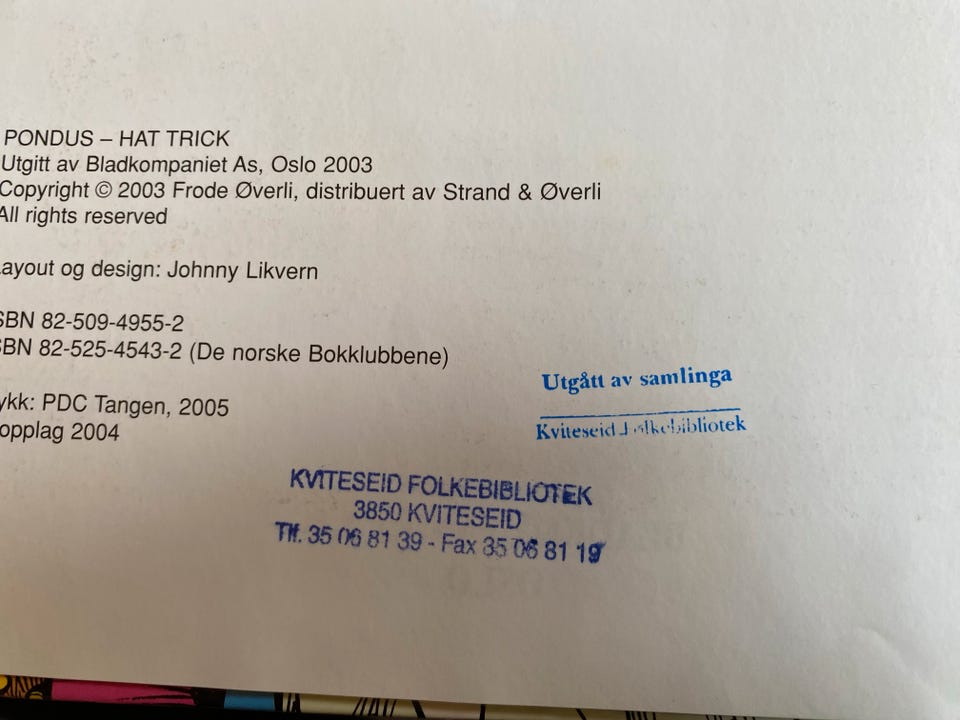 PONDUS – HAT TRICK
Utgitt av Bladkompaniet As, Oslo 2003
Copyright © 2003 Frode Øverli, distribuert av Strand & Øverli
All rights reserved
ayout og design: Johnny Likvern
SBN 82-509-4955-2
BN 82-525-4543-2 (De norske Bokklubbene)
ykk: PDC Tangen, 2005
opplag 2004
Utgått av samlinga
Kviteseid Folkebibliotek
KVITESEID FOLKEBIBLIOTEK
3850 KVITESEID
Tlf. 35 06 81 39 - Fax 35 06 81 19